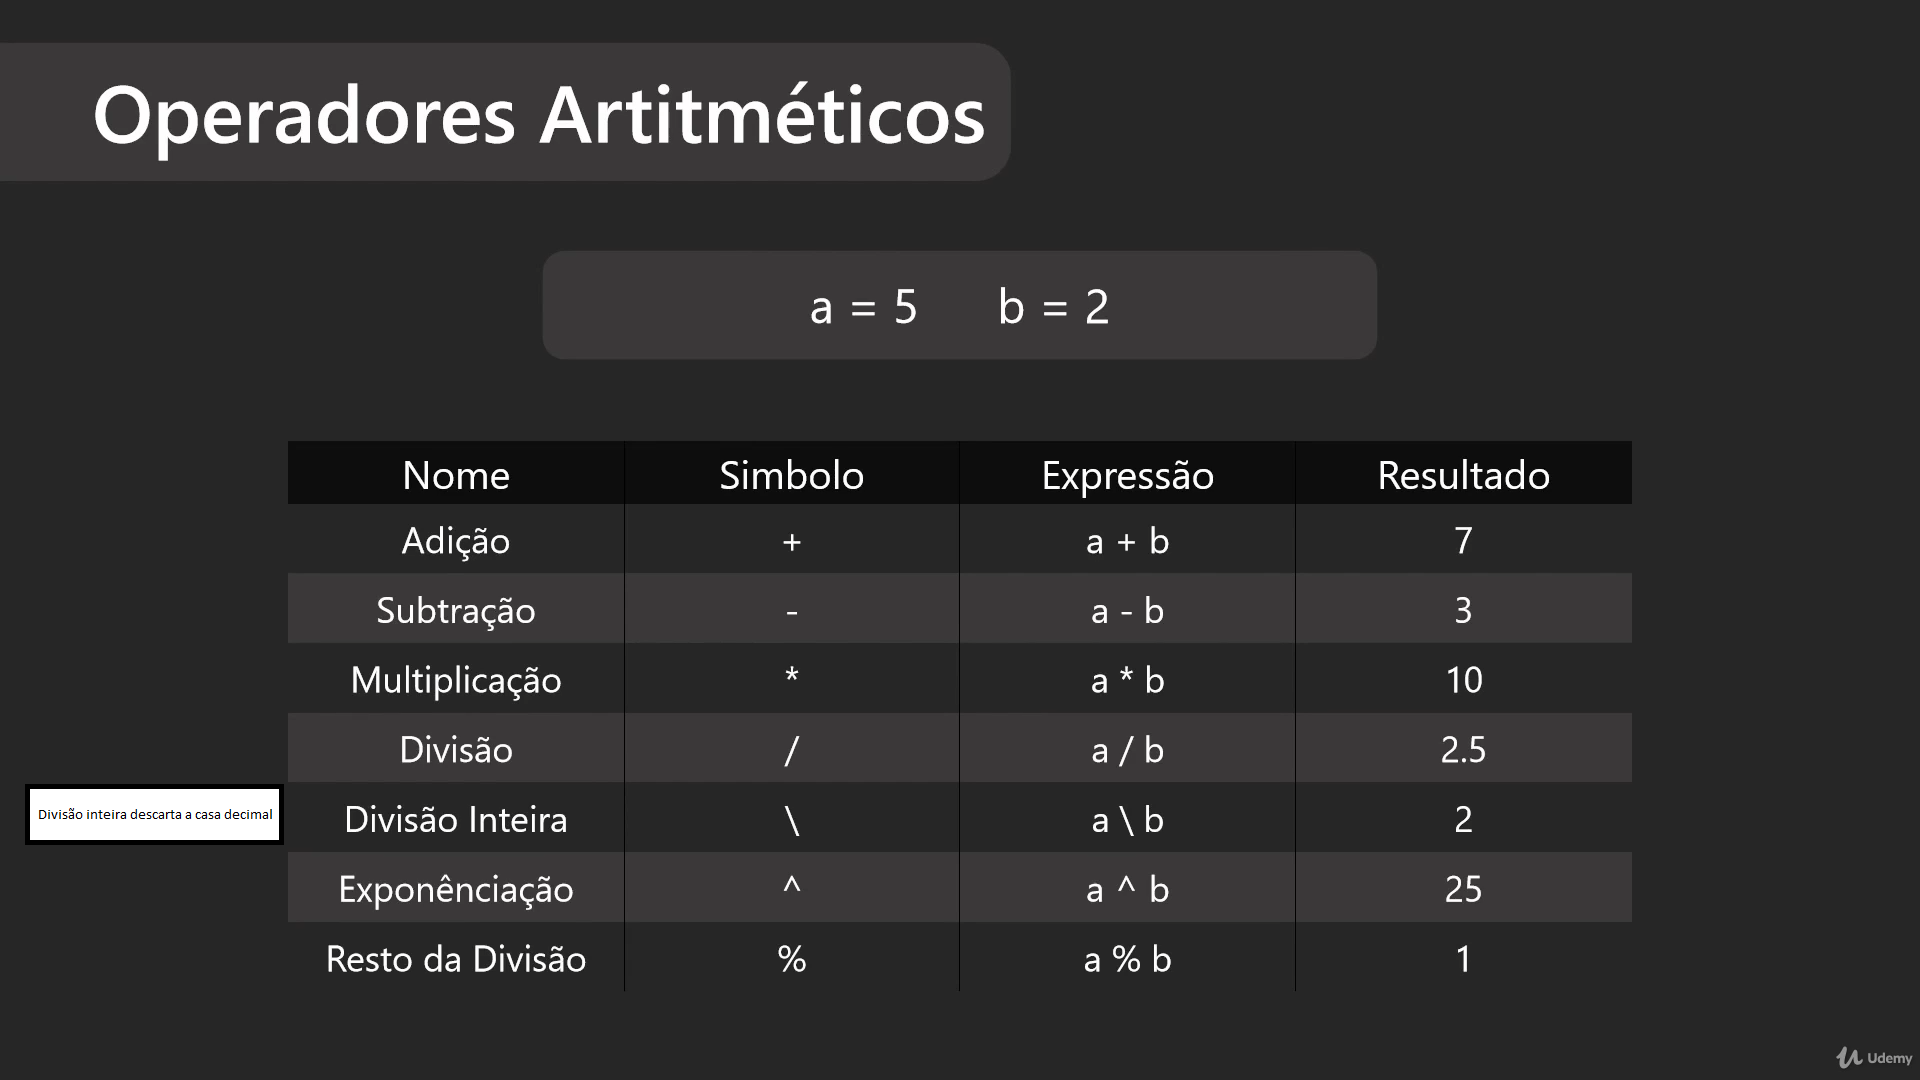 Operadores Artitméticos
a = 5 b = 2
Nome Simbolo Expressão Resultado
Adição + a + b 7
Subtração - a - b 3
Multiplicação * a * b 10
Divisão / a / b 2.5
Divisão inteira descarta a casa decimal
Divisão Inteira \ a \ b 2
Exponênciação ^ a ^ b 25
Resto da Divisão % a % b 1
Udemy